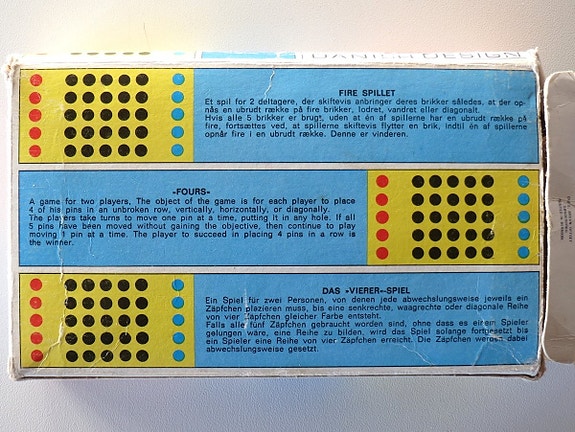 DANISH DESIGN
FIRE SPILLET
Et spil for 2 deltagere, der skiftevis anbringer deres brikker således, at der op-
nås en ubrudt række på fire brikker, lodret, vandret eller diagonalt.
Hvis alle 5 brikker er brugt, uden at én af spillerne har en ubrudt række på
fire, fortsættes ved, at spillerne skiftevis flytter en brik, indtil én af spillerne
opnår fire i en ubrudt række. Denne er vinderen.
-FOURS-
A game for two players, The object of the game is for each player to place
4 of his pins in an unbroken row, vertically, horizontally, or diagonally.
The players take turns to move one pin at a time, putting it in any hole. If all
5 pins have been moved without gaining the objective, then continue to play
moving 1 pin at a time. The player to succeed in placing 4 pins in a row is
the winner.
DAS »VIERER«-SPIEL
Ein Spiel für zwei Personen, von denen jede abwechslungsweise jeweils ein
Zäpfchen plazieren muss, bis eine senkrechte, waagrechte oder diagonale Reihe
von vier Zäpfchen gleicher Farbe entsteht.
Falls alle fünf Zäpfchen gebraucht worden sind, ohne dass es einem Spieler
gelungen wäre, eine Reihe zu bilden, wird das Spiel solange fortgesetzt bis
ein Spieler eine Reihe von vier Zäpfchen erreicht. Die Zäpfchen werden dabei
abwechslungsweise gesetzt.